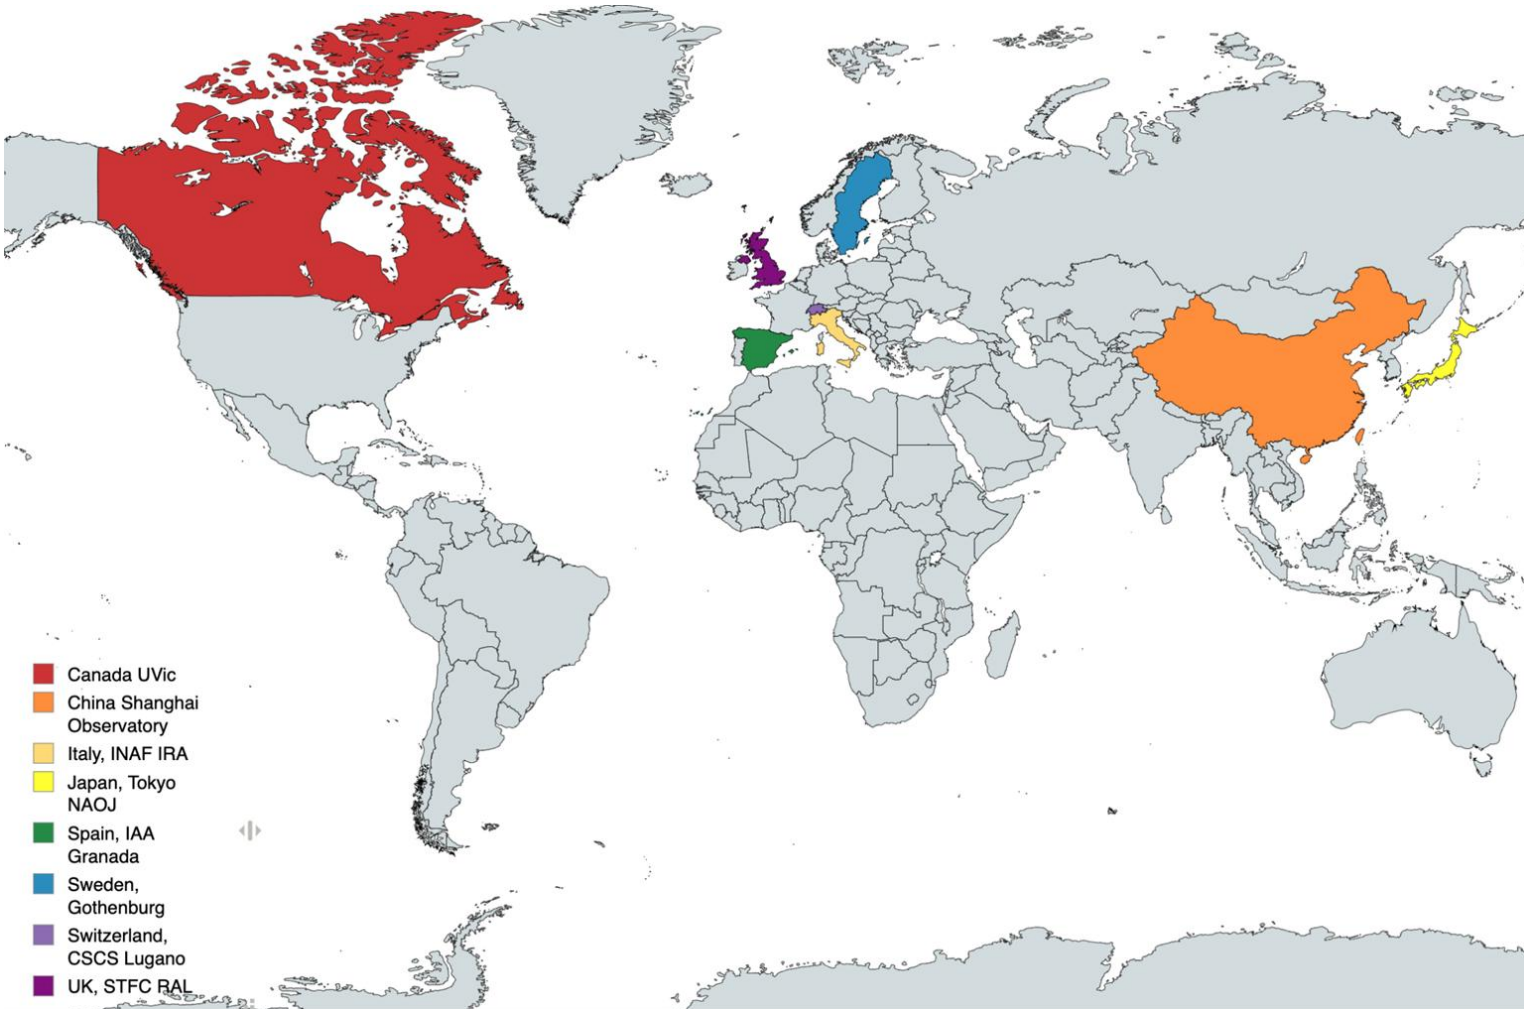 Canada UVic
China Shanghai
Observatory
Italy, INAF IRA
Japan, Tokyo
NAOJ
Spain, IAA
Granada
Sweden,
Gothenburg
Switzerland,
CSCS Lugano
UK, STFC RAL